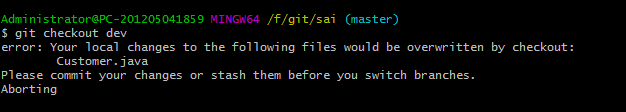 Administrator@PC-201205041859 MINGW64 /f/git/sai (master)
$ git checkout dev
error: Your local changes to the following files would be overwritten by checkout:
        Customer.java
Please commit your changes or stash them before you switch branches.
Aborting